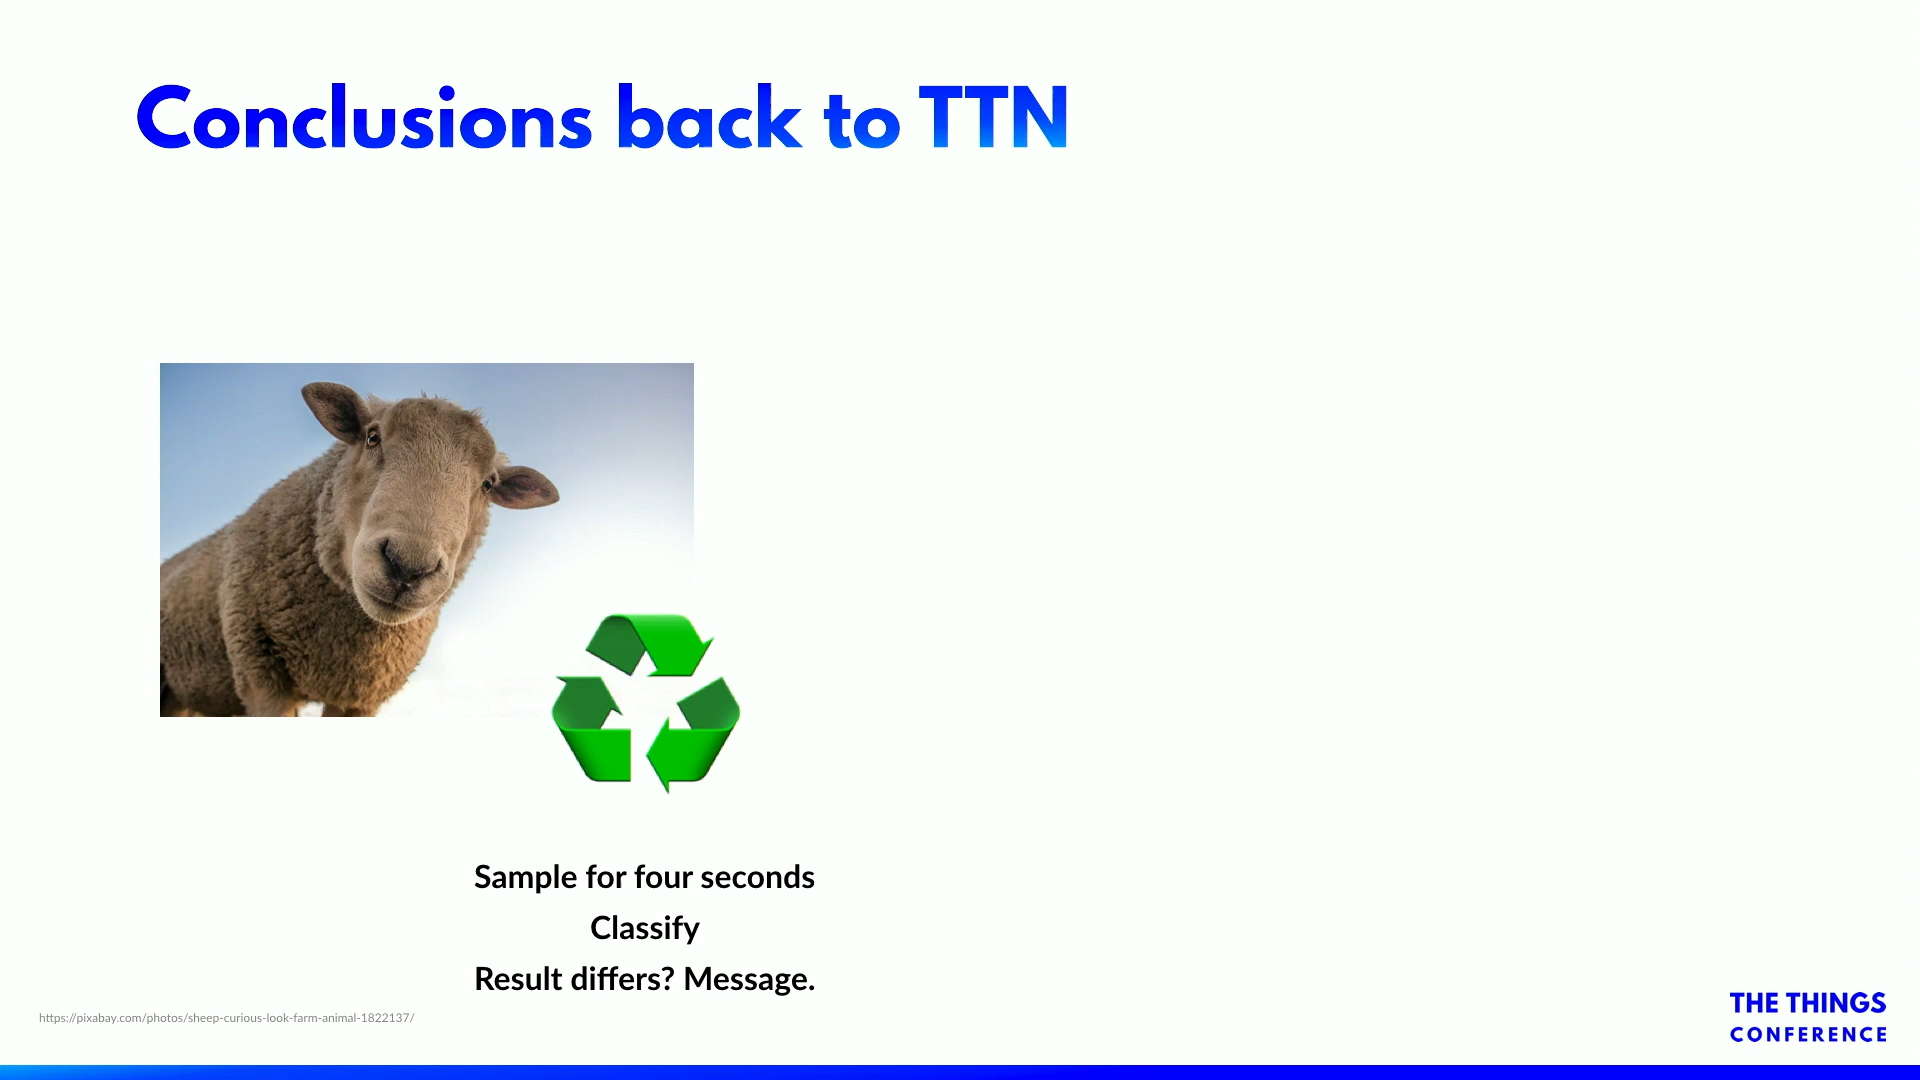 Conclusions back to TTN
Sample for four seconds
Classify
Result differs? Message.
https://pixabay.com/photos/sheep-curious-look-farm-animal-1822137/
THE THINGS
CONFERENCE